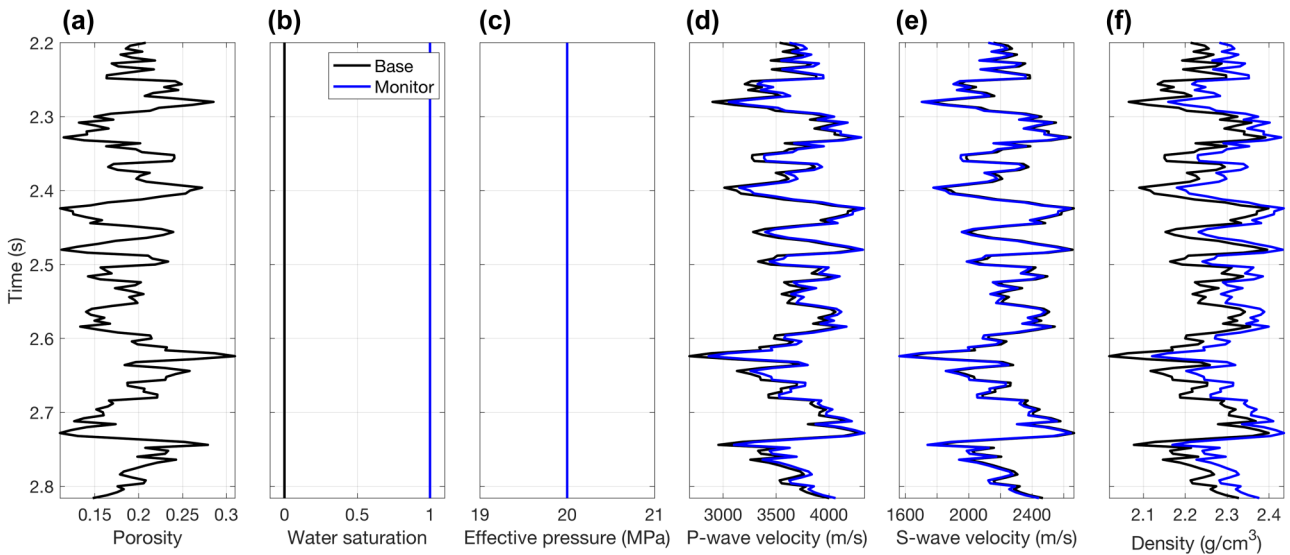 (a) (b) (c) (d) (e) (f)
Base
Monitor
Time (s)
2.2
2.3
2.4
2.5
2.6
2.7
2.8
0.15 0.2 0.25 0.3
Porosity
0 0.5 1
Water saturation
19 20 21
Effective pressure (MPa)
3000 3500 4000
P-wave velocity (m/s)
1600 2000 2400
S-wave velocity (m/s)
2.1 2.2 2.3 2.4
Density (g/cm³)